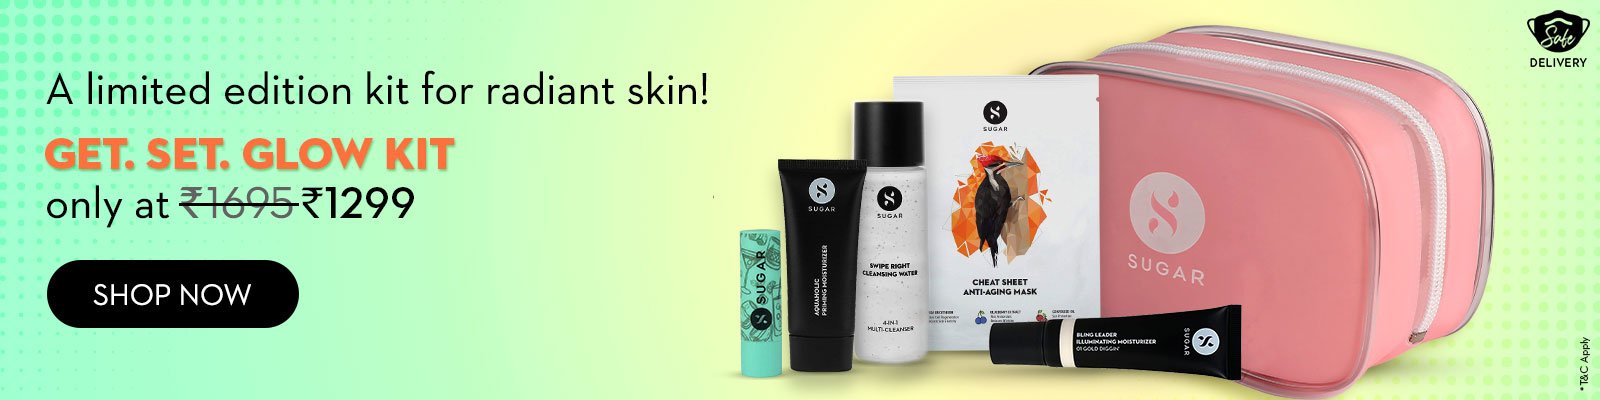 A limited edition kit for radiant skin!
GET. SET. GLOW KIT
only at ₹1695 ₹1299
SHOP NOW
SUGAR
SUGAR
AQUAHOLIC
PRIMING MOISTURIZER
SUGAR
SWIPE RIGHT
CLEANSING WATER
4-IN-1
MULTI-CLEANSER
SUGAR
CHEAT SHEET
ANTI-AGING MASK
BLING LEADER
ILLUMINATING MOISTURIZER
01 GOLD DIGGIN'
SUGAR
SUGAR
Safe
DELIVERY
*T&C Apply